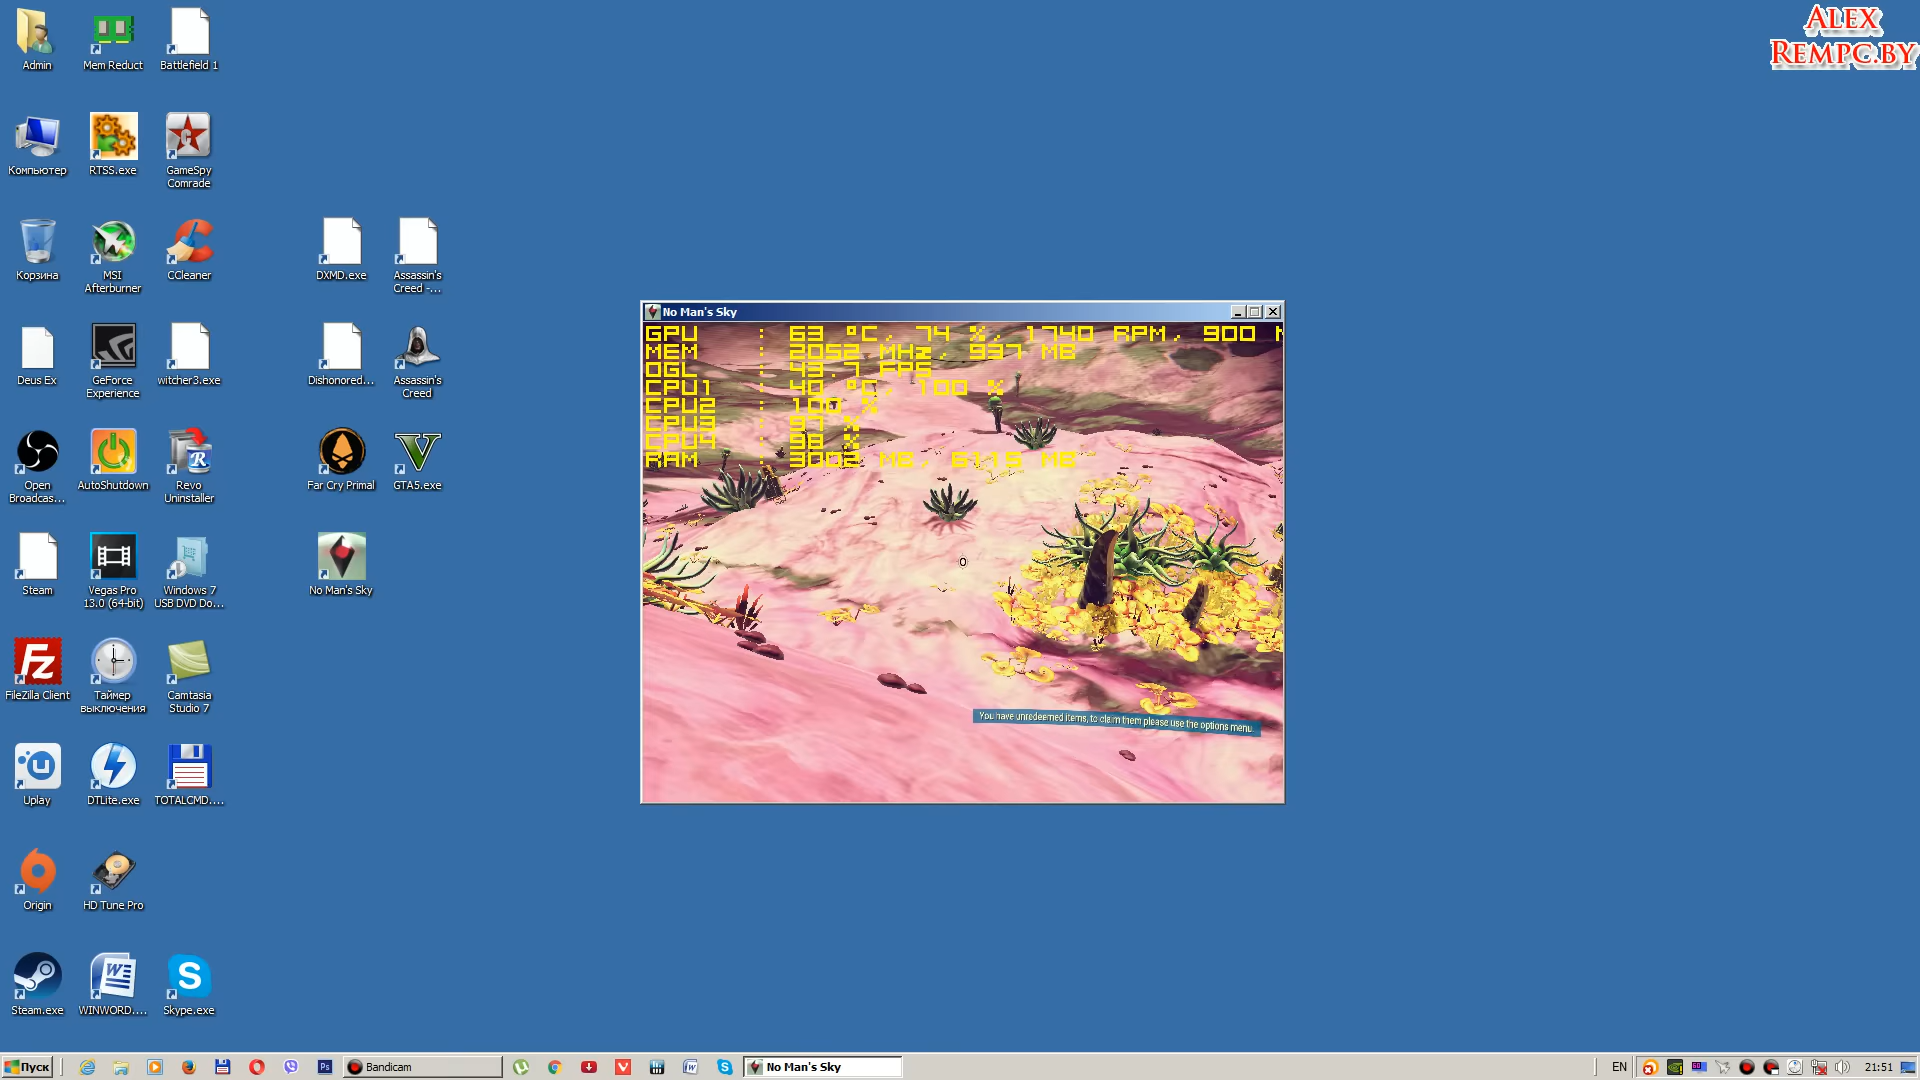 Admin
Mem Reduct
Battlefield 1
ALEX
REMPC.BY
Компьютер
RTSS.exe
GameSpy
Comrade
Корзина
MSI
Afterburner
CCleaner
DXMD.exe
Assassin's
Creed -...
Deus Ex
GeForce
Experience
witcher3.exe
Dishonored...
Assassin's
Creed
Open
Broadcas...
AutoShutdown
Revo
Uninstaller
Far Cry Primal
GTA5.exe
Steam
Vegas Pro
13.0 (64-bit)
Windows 7
USB DVD Do...
No Man's Sky
FileZilla Client
Таймер
выключения
Camtasia
Studio 7
Uplay
DTLite.exe
TOTALCMD....
Origin
HD Tune Pro
Steam.exe
WINWORD....
Skype.exe
No Man's Sky
GPU : 63 °C, 74 %, 1740 RPM, 900 M
MEM : 2052 MHz, 937 MB
OGL : 49.7 FPS
CPU1 : 40 °C, 100 %
CPU2 : 100 %
CPU3 : 97 %
CPU4 : 98 %
RAM : 3002 MB, 6115 MB
You have unredeemed items, to claim them please use the options menu.
Пуск
Bandicam
No Man's Sky
EN
21:51